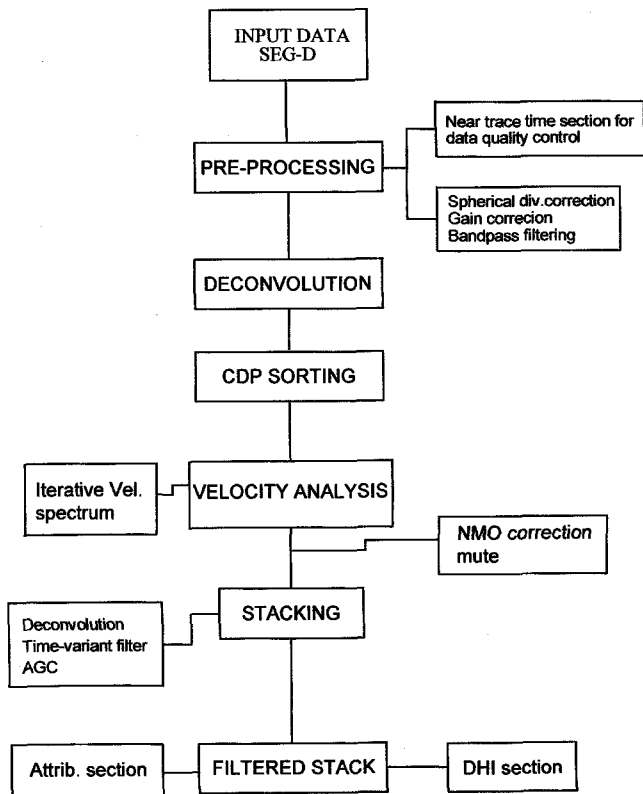 INPUT DATA
SEG-D
Near trace time section for
data quality control
PRE-PROCESSING
Spherical div.correction
Gain correcion
Bandpass filtering
DECONVOLUTION
CDP SORTING
Iterative Vel.
spectrum
VELOCITY ANALYSIS
NMO correction
mute
STACKING
Deconvolution
Time-variant filter
AGC
Attrib. section
FILTERED STACK
DHI section